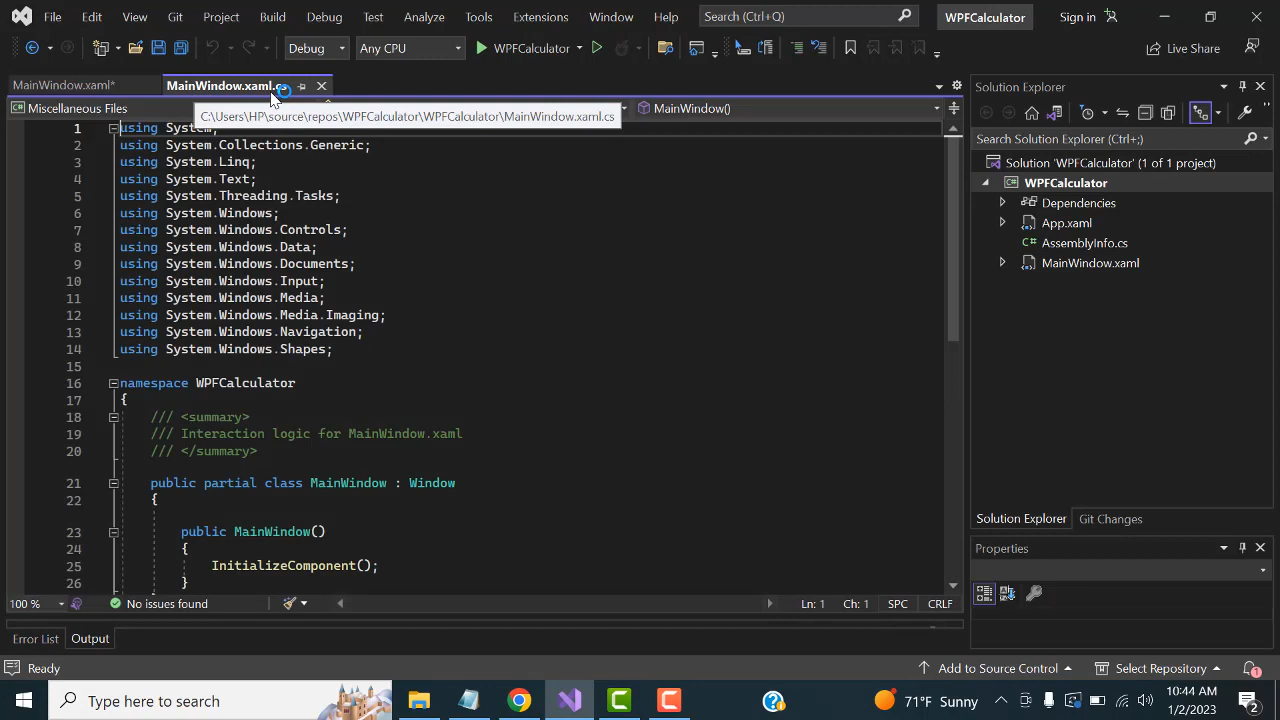 File Edit View Git Project Build Debug Test Analyze Tools Extensions Window Help Search (Ctrl+Q) WPFCalculator Sign in
Debug Any CPU WPFCalculator Live Share
MainWindow.xaml* MainWindow.xaml.cs
Miscellaneous Files MainWindow()
C:\Users\HP\source\repos\WPFCalculator\WPFCalculator\MainWindow.xaml.cs
1 using System;
2 using System.Collections.Generic;
3 using System.Linq;
4 using System.Text;
5 using System.Threading.Tasks;
6 using System.Windows;
7 using System.Windows.Controls;
8 using System.Windows.Data;
9 using System.Windows.Documents;
10 using System.Windows.Input;
11 using System.Windows.Media;
12 using System.Windows.Media.Imaging;
13 using System.Windows.Navigation;
14 using System.Windows.Shapes;
15
16 namespace WPFCalculator
17 {
18 /// <summary>
19 /// Interaction logic for MainWindow.xaml
20 /// </summary>
21 public partial class MainWindow : Window
22 {
23 public MainWindow()
24 {
25 InitializeComponent();
26 }
100 % No issues found Ln: 1 Ch: 1 SPC CRLF
Error List Output
Solution Explorer
Search Solution Explorer (Ctrl+;)
Solution 'WPFCalculator' (1 of 1 project)
WPFCalculator
Dependencies
App.xaml
AssemblyInfo.cs
MainWindow.xaml
Solution Explorer Git Changes
Properties
Ready Add to Source Control Select Repository 1
Type here to search 71°F Sunny 10:44 AM
1/2/2023 2